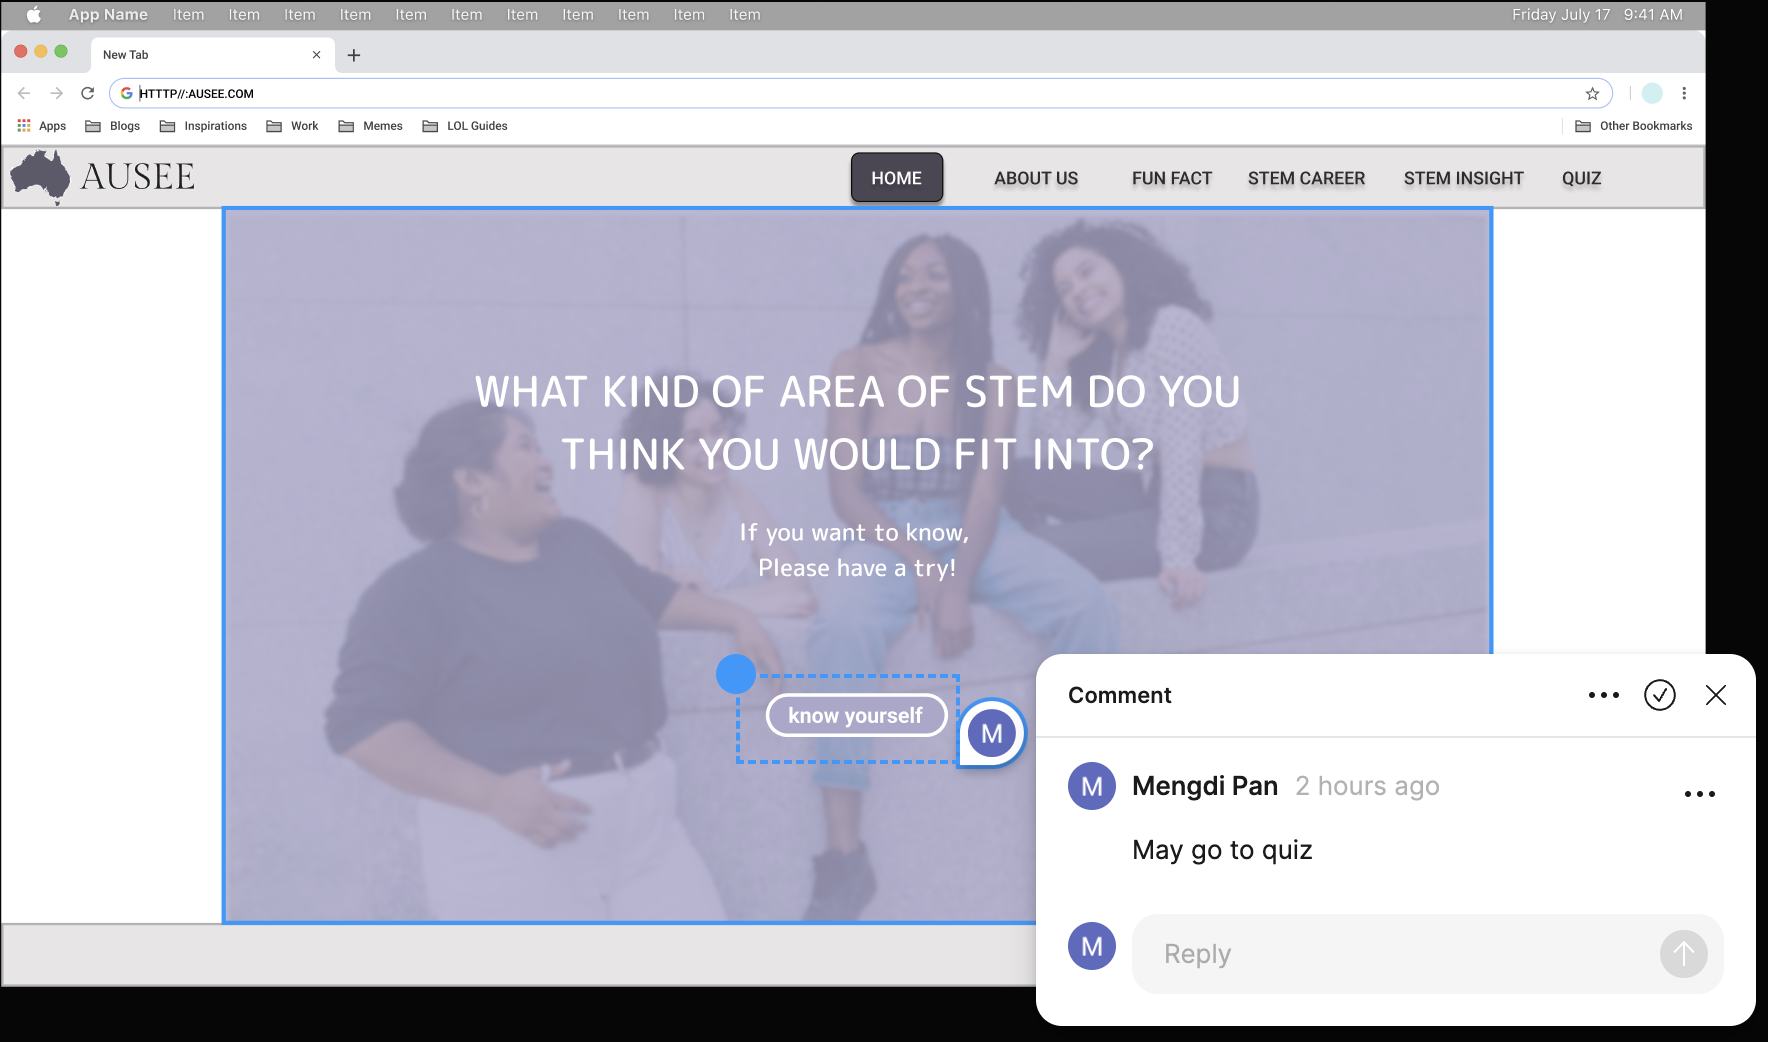 App Name Item Item Item Item Item Item Item Item Item Item Item Friday July 17 9:41 AM
New Tab
HTTTP//:AUSEE.COM
Apps Blogs Inspirations Work Memes LOL Guides Other Bookmarks
AUSEE HOME ABOUT US FUN FACT STEM CAREER STEM INSIGHT QUIZ
WHAT KIND OF AREA OF STEM DO YOU
THINK YOU WOULD FIT INTO?
If you want to know,
Please have a try!
know yourself
M
Comment
M Mengdi Pan 2 hours ago
May go to quiz
M Reply